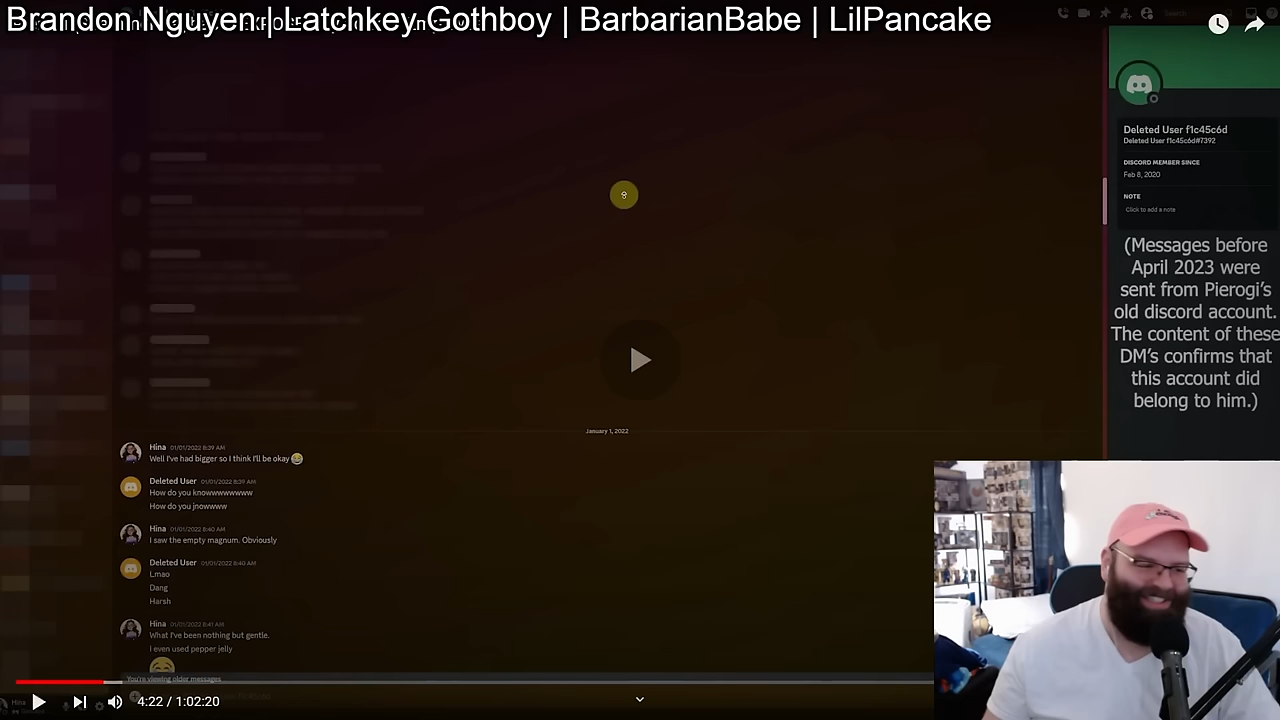 Brandon Nguyen | Latchkey Gothboy | BarbarianBabe | LilPancake
Search
Deleted User f1c45c6d
Deleted User f1c45c6d#7392
DISCORD MEMBER SINCE
Feb 8, 2020
NOTE
Click to add a note
(Messages before
April 2023 were
sent from Pierogi's
old discord account.
The content of these
DM's confirms that
this account did
belong to him.)
January 1, 2022
Hina 01/01/2022 8:39 AM
Well I've had bigger so I think I'll be okay 😂
Deleted User 01/01/2022 8:39 AM
How do you knowwwwwwww
How do you jnowwww
Hina 01/01/2022 8:40 AM
I saw the empty magnum. Obviously
Deleted User 01/01/2022 8:40 AM
Lmao
Dang
Harsh
Hina 01/01/2022 8:41 AM
What I've been nothing but gentle.
I even used pepper jelly
You're viewing older messages
Hina
4:22 / 1:02:20